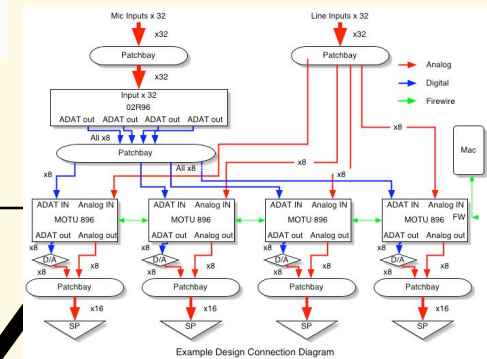 Mic Inputs x 32 Line Inputs x 32
x32 x32
Patchbay Patchbay
x32
Analog
Input x 32
02R96
Digital
ADAT out ADAT out ADAT out ADAT out
Firewire
All x8
Patchbay
All x8
Mac
x8 x8 x8 x8
ADAT IN Analog IN ADAT IN Analog IN ADAT IN Analog IN ADAT IN Analog IN
MOTU 896 MOTU 896 MOTU 896 MOTU 896 FW
ADAT out Analog out ADAT out Analog out ADAT out Analog out ADAT out Analog out
x8 x8 x8 x8
D/A D/A D/A D/A
x8 x8 x8 x8 x8 x8 x8 x8
Patchbay Patchbay Patchbay Patchbay
x16 x16 x16 x16
SP SP SP SP
Example Design Connection Diagram